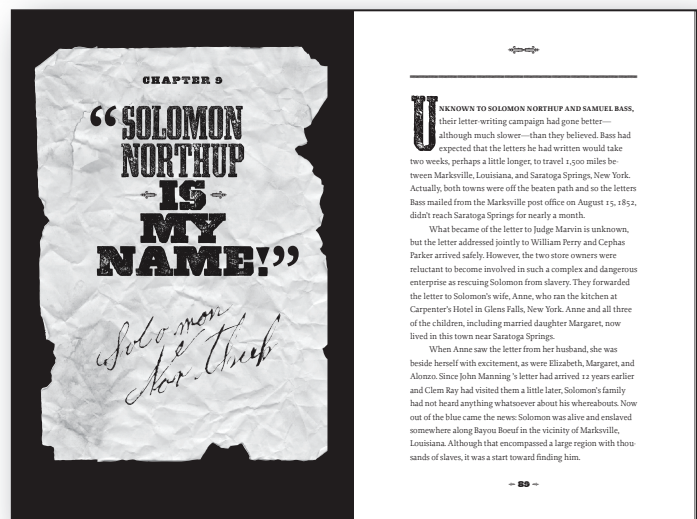 CHAPTER 9
“SOLOMON
NORTHUP
IS
MY
NAME!”
Solomon
Northup
UNKNOWN TO SOLOMON NORTHUP AND SAMUEL BASS,
their letter-writing campaign had gone better—
although much slower—than they believed. Bass had
expected that the letters he had written would take
two weeks, perhaps a little longer, to travel 1,500 miles be-
tween Marksville, Louisiana, and Saratoga Springs, New York.
Actually, both towns were off the beaten path and so the letters
Bass mailed from the Marksville post office on August 15, 1852,
didn’t reach Saratoga Springs for nearly a month.
What became of the letter to Judge Marvin is unknown,
but the letter addressed jointly to William Perry and Cephas
Parker arrived safely. However, the two store owners were
reluctant to become involved in such a complex and dangerous
enterprise as rescuing Solomon from slavery. They forwarded
the letter to Solomon’s wife, Anne, who ran the kitchen at
Carpenter’s Hotel in Glens Falls, New York. Anne and all three
of the children, including married daughter Margaret, now
lived in this town near Saratoga Springs.
When Anne saw the letter from her husband, she was
beside herself with excitement, as were Elizabeth, Margaret, and
Alonzo. Since John Manning ’s letter had arrived 12 years earlier
and Clem Ray had visited them a little later, Solomon’s family
had not heard anything whatsoever about his whereabouts. Now
out of the blue came the news: Solomon was alive and enslaved
somewhere along Bayou Boeuf in the vicinity of Marksville,
Louisiana. Although that encompassed a large region with thou-
sands of slaves, it was a start toward finding him.
89